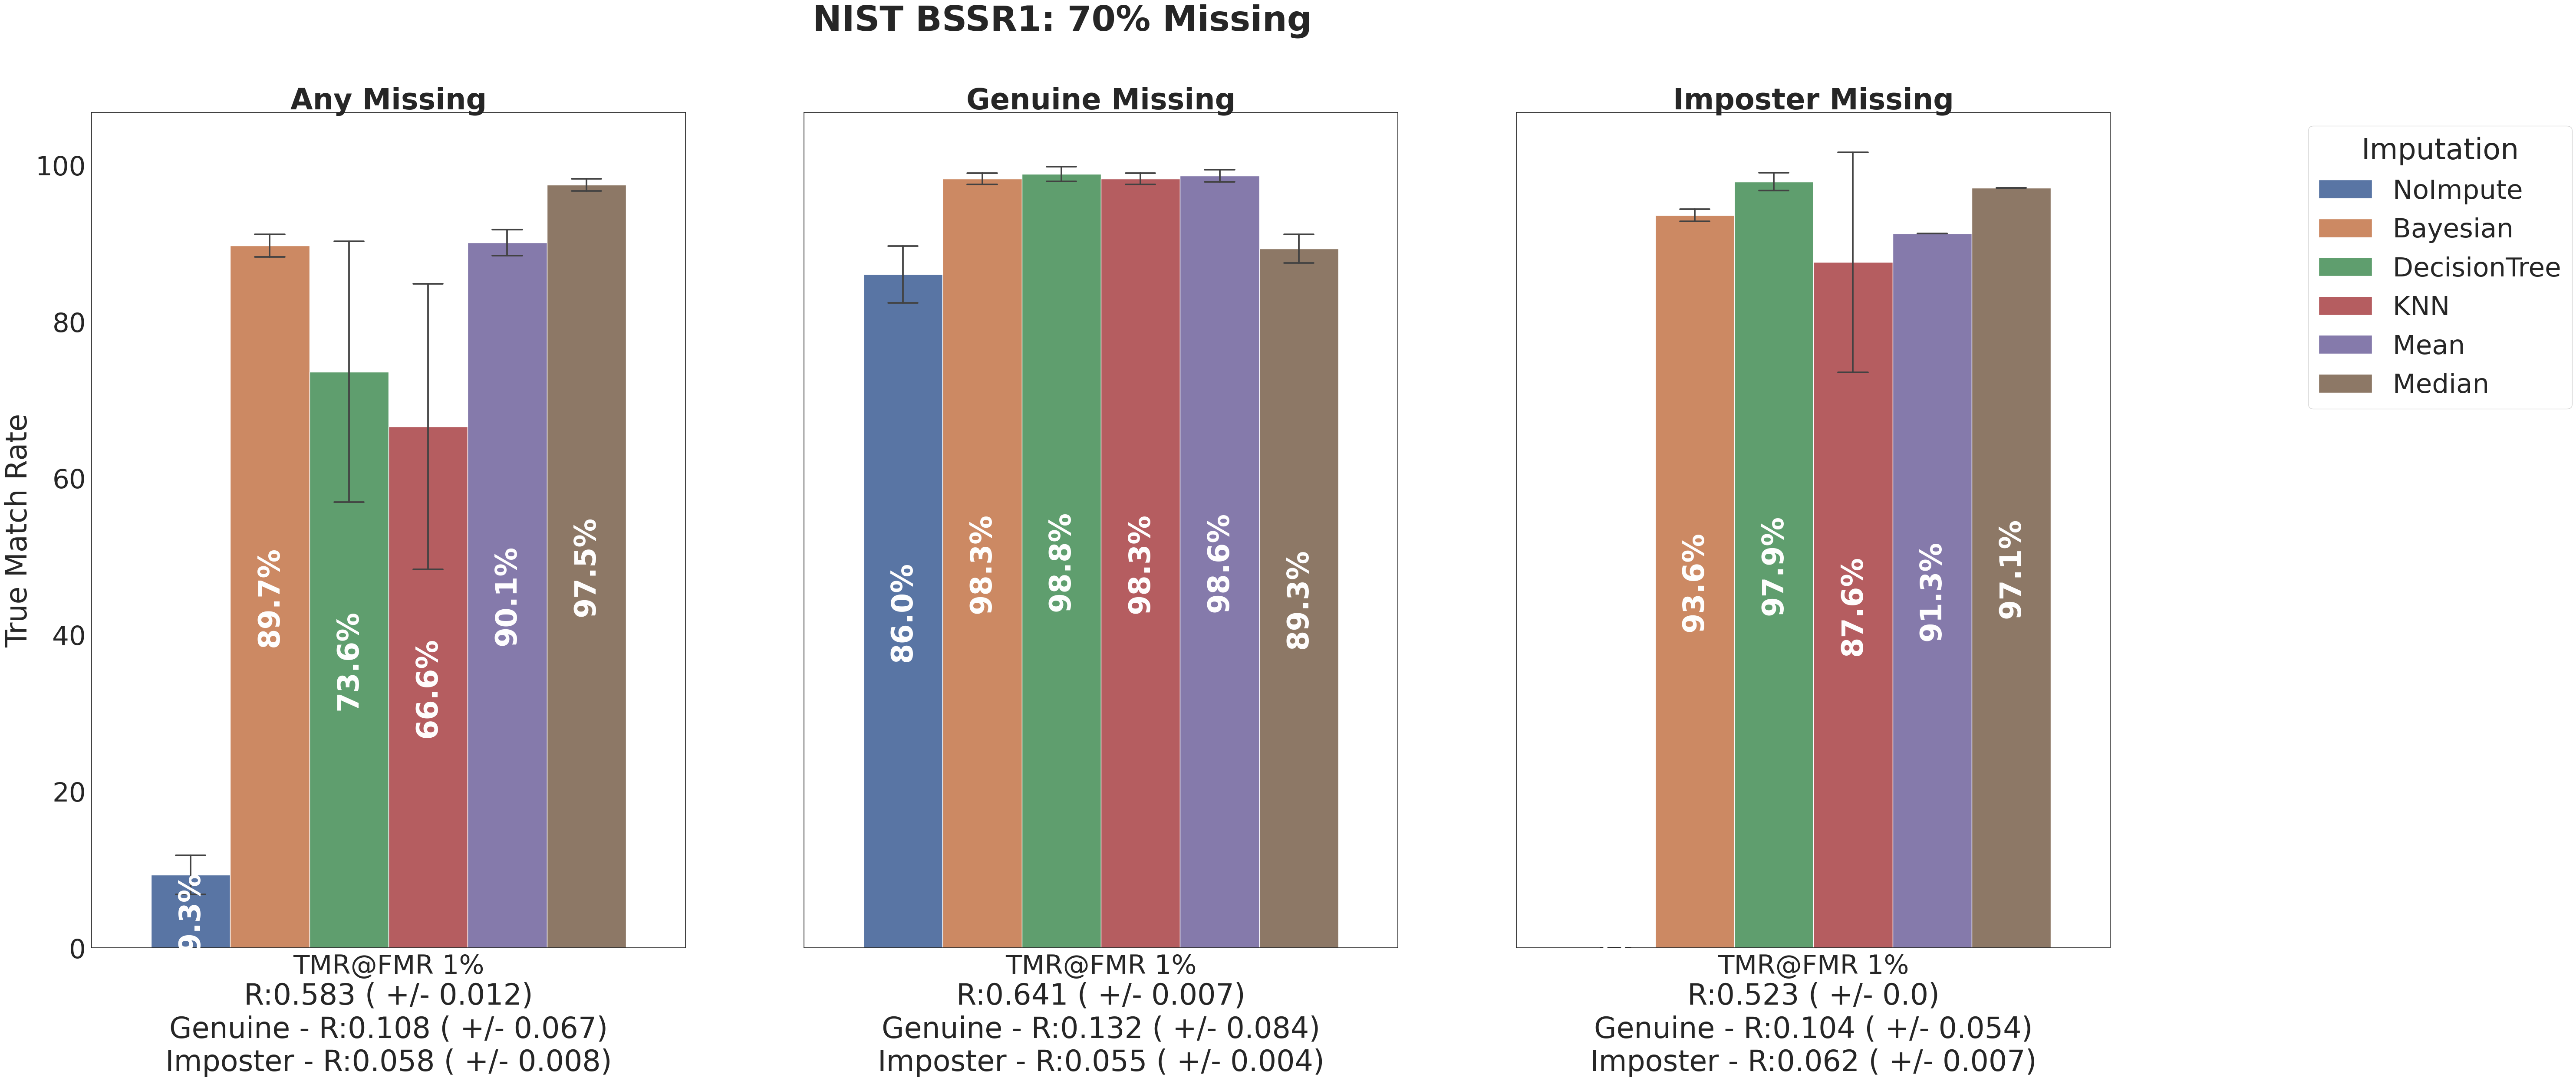 NIST BSSR1: 70% Missing
Any Missing
Genuine Missing
Imposter Missing
True Match Rate
100
80
60
40
20
0
9.3%
89.7%
73.6%
66.6%
90.1%
97.5%
86.0%
98.3%
98.8%
98.3%
98.6%
89.3%
93.6%
97.9%
87.6%
91.3%
97.1%
TMR@FMR 1%
R:0.583 ( +/- 0.012)
Genuine - R:0.108 ( +/- 0.067)
Imposter - R:0.058 ( +/- 0.008)
TMR@FMR 1%
R:0.641 ( +/- 0.007)
Genuine - R:0.132 ( +/- 0.084)
Imposter - R:0.055 ( +/- 0.004)
TMR@FMR 1%
R:0.523 ( +/- 0.0)
Genuine - R:0.104 ( +/- 0.054)
Imposter - R:0.062 ( +/- 0.007)
Imputation
NoImpute
Bayesian
DecisionTree
KNN
Mean
Median